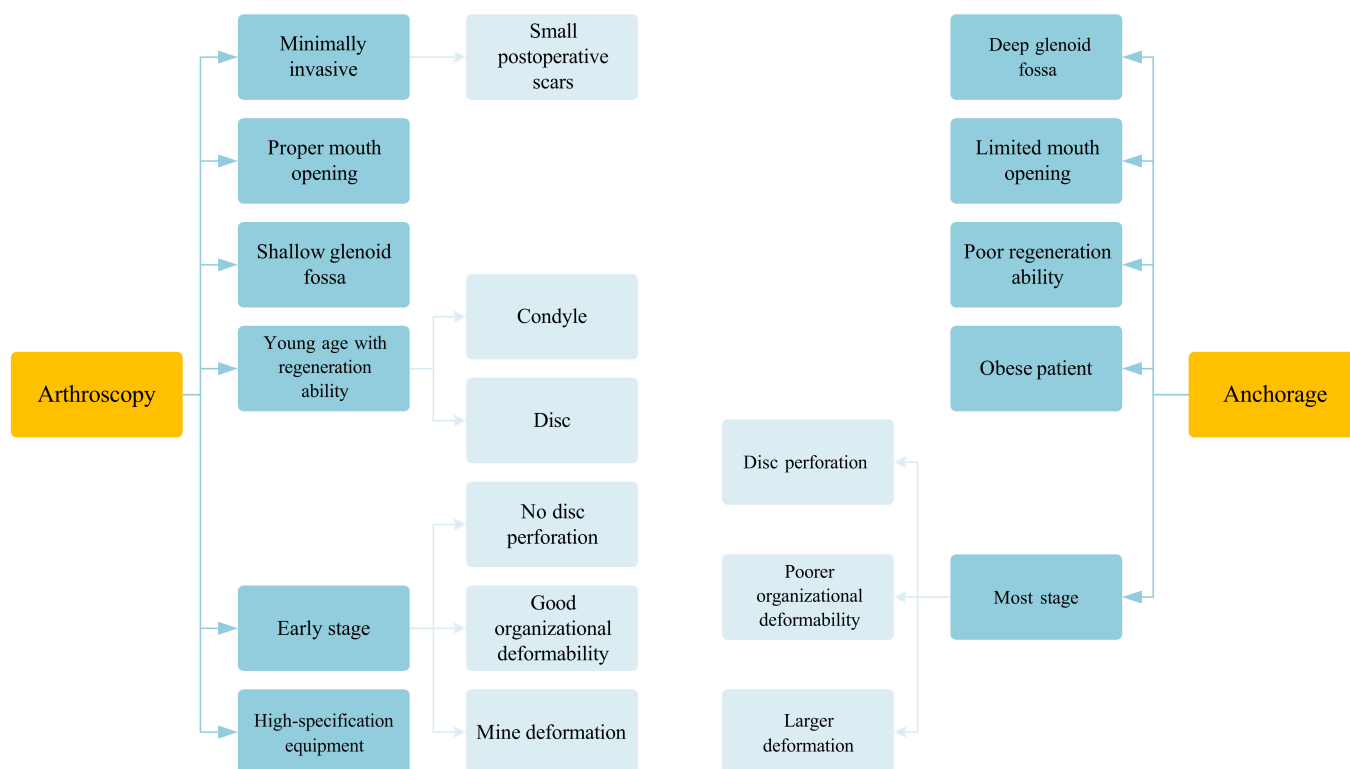 Arthroscopy
Minimally
invasive
Small
postoperative
scars
Proper mouth
opening
Shallow glenoid
fossa
Young age with
regeneration
ability
Condyle
Disc
Early stage
No disc
perforation
Good
organizational
deformability
Mine deformation
High-specification
equipment
Anchorage
Deep glenoid
fossa
Limited mouth
opening
Poor regeneration
ability
Obese patient
Most stage
Disc perforation
Poorer
organizational
deformability
Larger
deformation